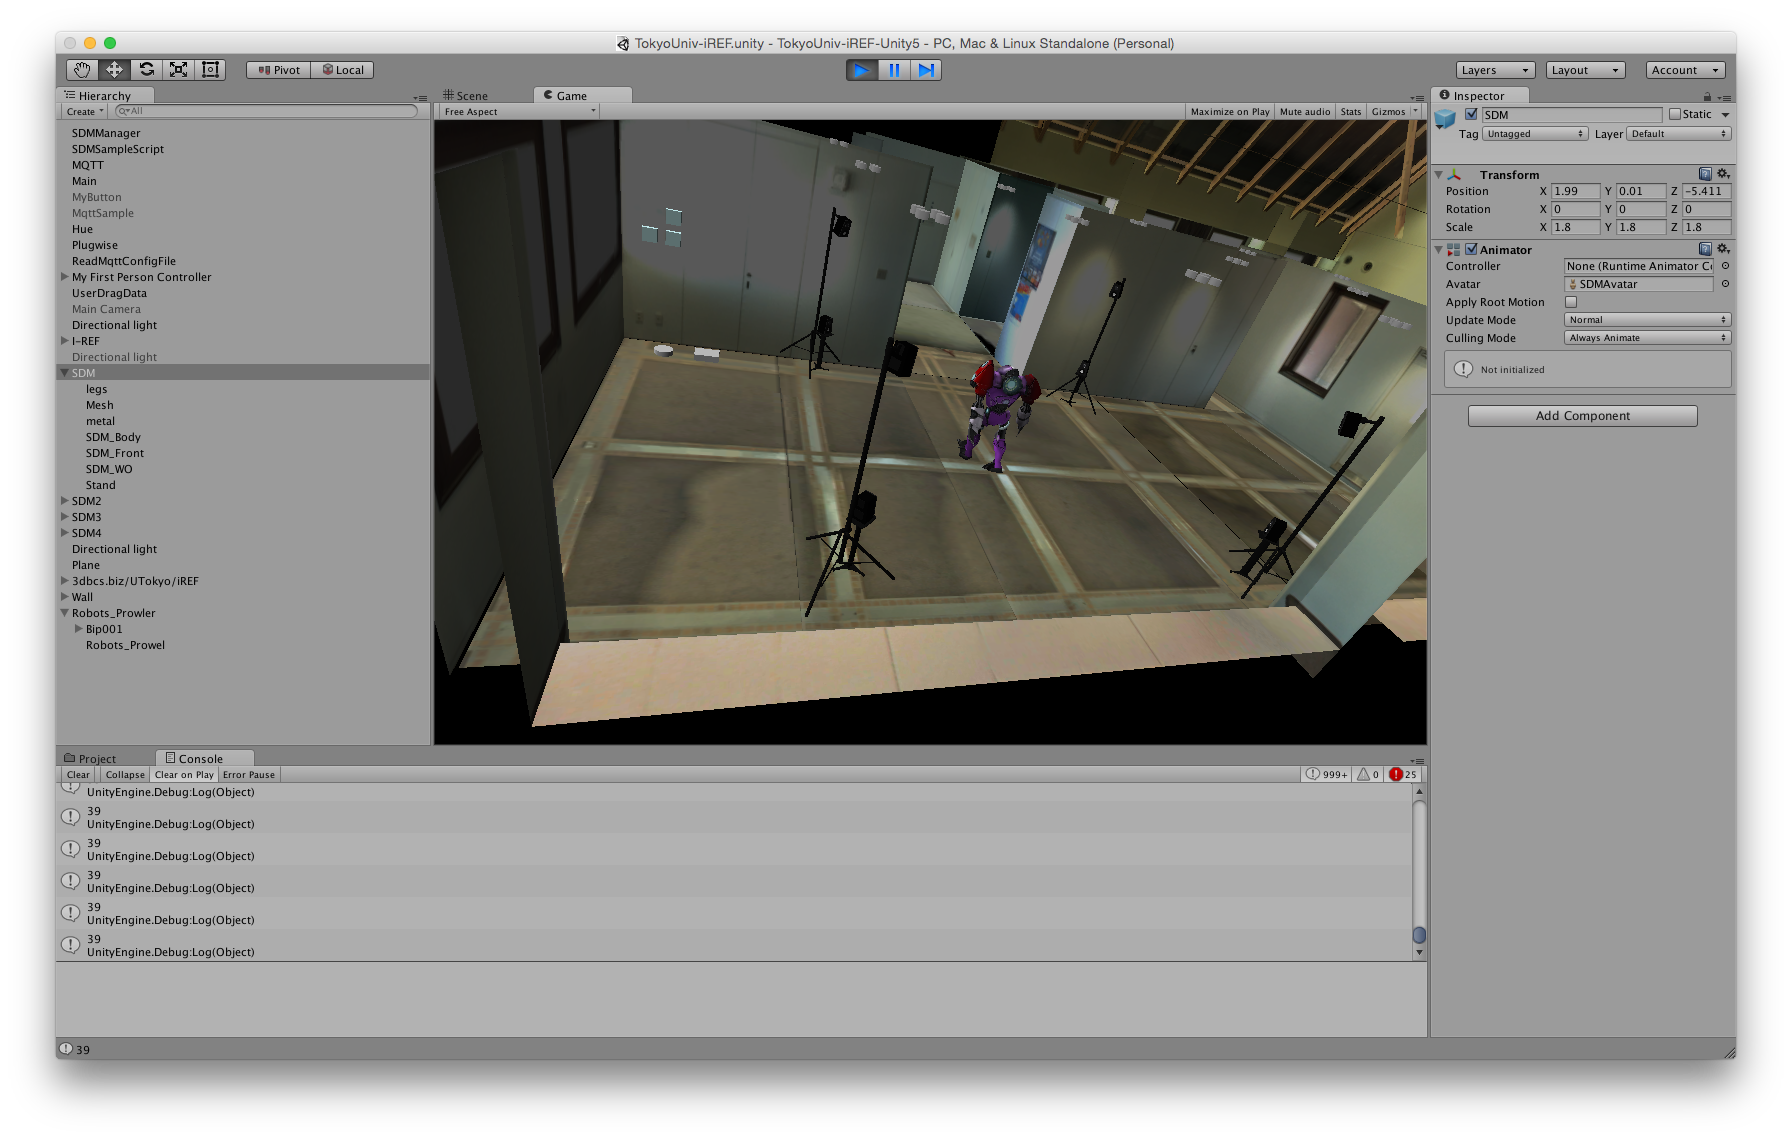 TokyoUniv-iREF.unity - TokyoUniv-iREF-Unity5 - PC, Mac & Linux Standalone (Personal)
Pivot Local Layers Layout Account
Hierarchy
Create All
SDMManager
SDMSampleScript
MQTT
Main
MyButton
MqttSample
Hue
Plugwise
ReadMqttConfigFile
My First Person Controller
UserDragData
Main Camera
Directional light
I-REF
Directional light
SDM
legs
Mesh
metal
SDM_Body
SDM_Front
SDM_WO
Stand
SDM2
SDM3
SDM4
Directional light
Plane
3dbcs.biz/UTokyo/iREF
Wall
Robots_Prowler
Bip001
Robots_Prowel
Scene Game
Free Aspect Maximize on Play Mute audio Stats Gizmos
Inspector
SDM Static
Tag Untagged Layer Default
Transform
Position X 1.99 Y 0.01 Z -5.411
Rotation X 0 Y 0 Z 0
Scale X 1.8 Y 1.8 Z 1.8
Animator
Controller None (Runtime Animator Co
Avatar SDMAvatar
Apply Root Motion
Update Mode Normal
Culling Mode Always Animate
Not initialized
Add Component
Project Console
Clear Collapse Clear on Play Error Pause 999+ 0 25
UnityEngine.Debug:Log(Object)
39
UnityEngine.Debug:Log(Object)
39
UnityEngine.Debug:Log(Object)
39
UnityEngine.Debug:Log(Object)
39
UnityEngine.Debug:Log(Object)
39
UnityEngine.Debug:Log(Object)
39